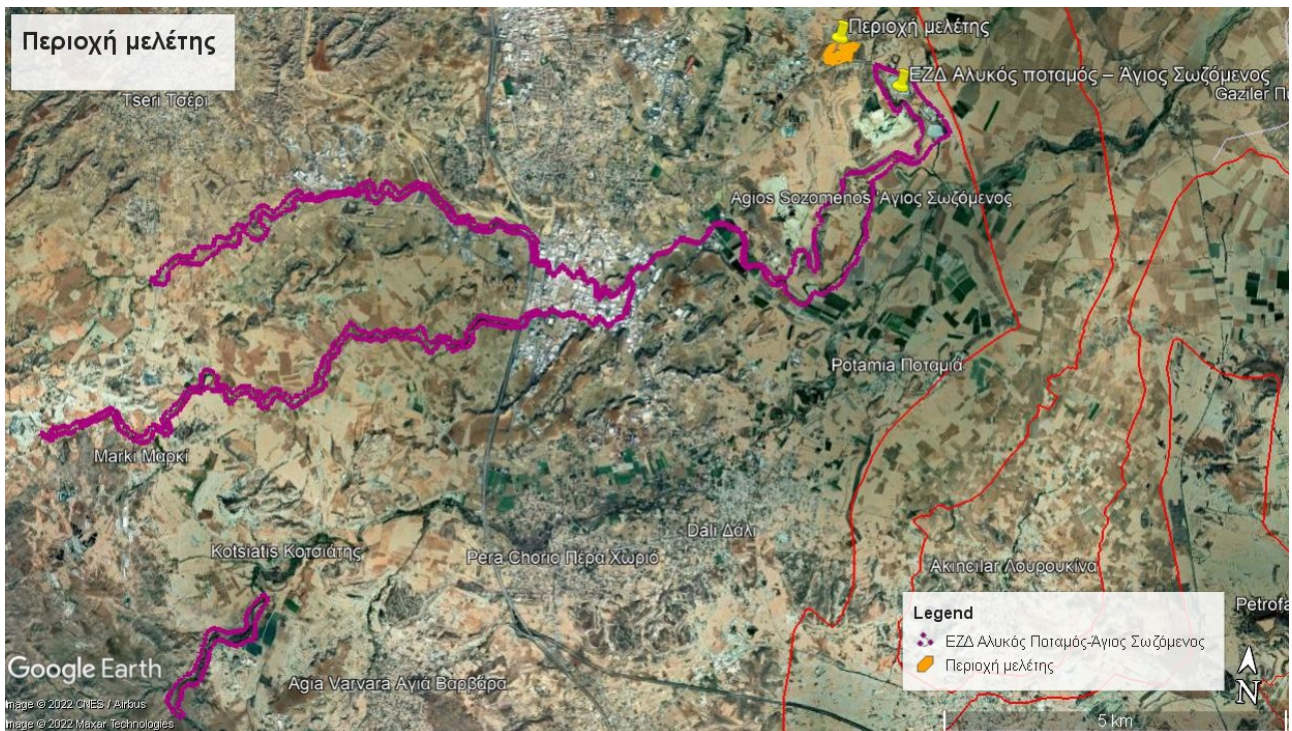 Περιοχή μελέτης
Περιοχή μελέτης
Tseri Τσέρι
ΕΖΔ Αλυκός ποταμός – Άγιος Σωζόμενος
Gaziler
Agios Sozomenos Άγιος Σωζόμενος
Potamia Ποταμιά
Marki Μαρκί
Dali Δάλι
Kotsiatis Κοτσιάτης
Pera Chorio Πέρα Χωριό
Akincilar Λουρουκίνα
Legend
ΕΖΔ Αλυκός Ποταμός-Άγιος Σωζόμενος
Περιοχή μελέτης
Google Earth
Agia Varvara Αγιά Βαρβάρα
N
Image © 2022 CNES / Airbus
Image © 2022 Maxar Technologies
5 km